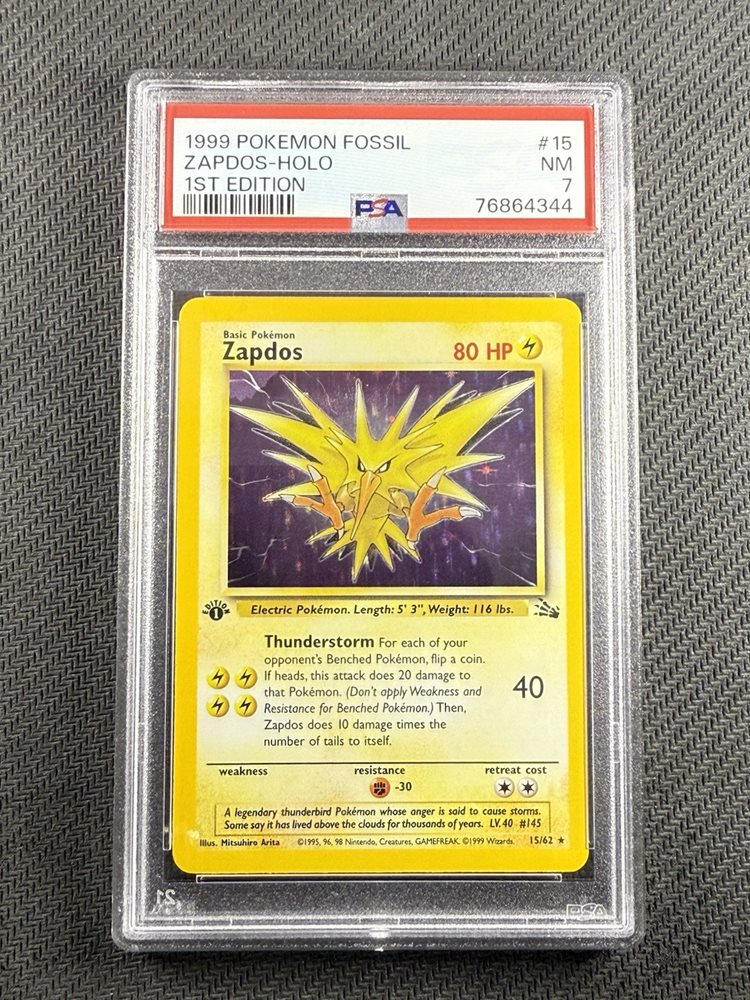 1999 POKEMON FOSSIL #15
ZAPDOS-HOLO NM
1ST EDITION 7
PSA 76864344
Basic Pokémon
Zapdos 80 HP
EDITION
1
Electric Pokémon. Length: 5' 3", Weight: 116 lbs.
Thunderstorm For each of your
opponent's Benched Pokémon, flip a coin.
If heads, this attack does 20 damage to
that Pokémon. (Don't apply Weakness and
Resistance for Benched Pokémon.) Then,
Zapdos does 10 damage times the
number of tails to itself.
40
weakness resistance retreat cost
-30
A legendary thunderbird Pokémon whose anger is said to cause storms.
Some say it has lived above the clouds for thousands of years. LV. 40 #145
Illus. Mitsuhiro Arita ©1995, 96, 98 Nintendo, Creatures, GAMEFREAK. ©1999 Wizards. 15/62 ★
PSA